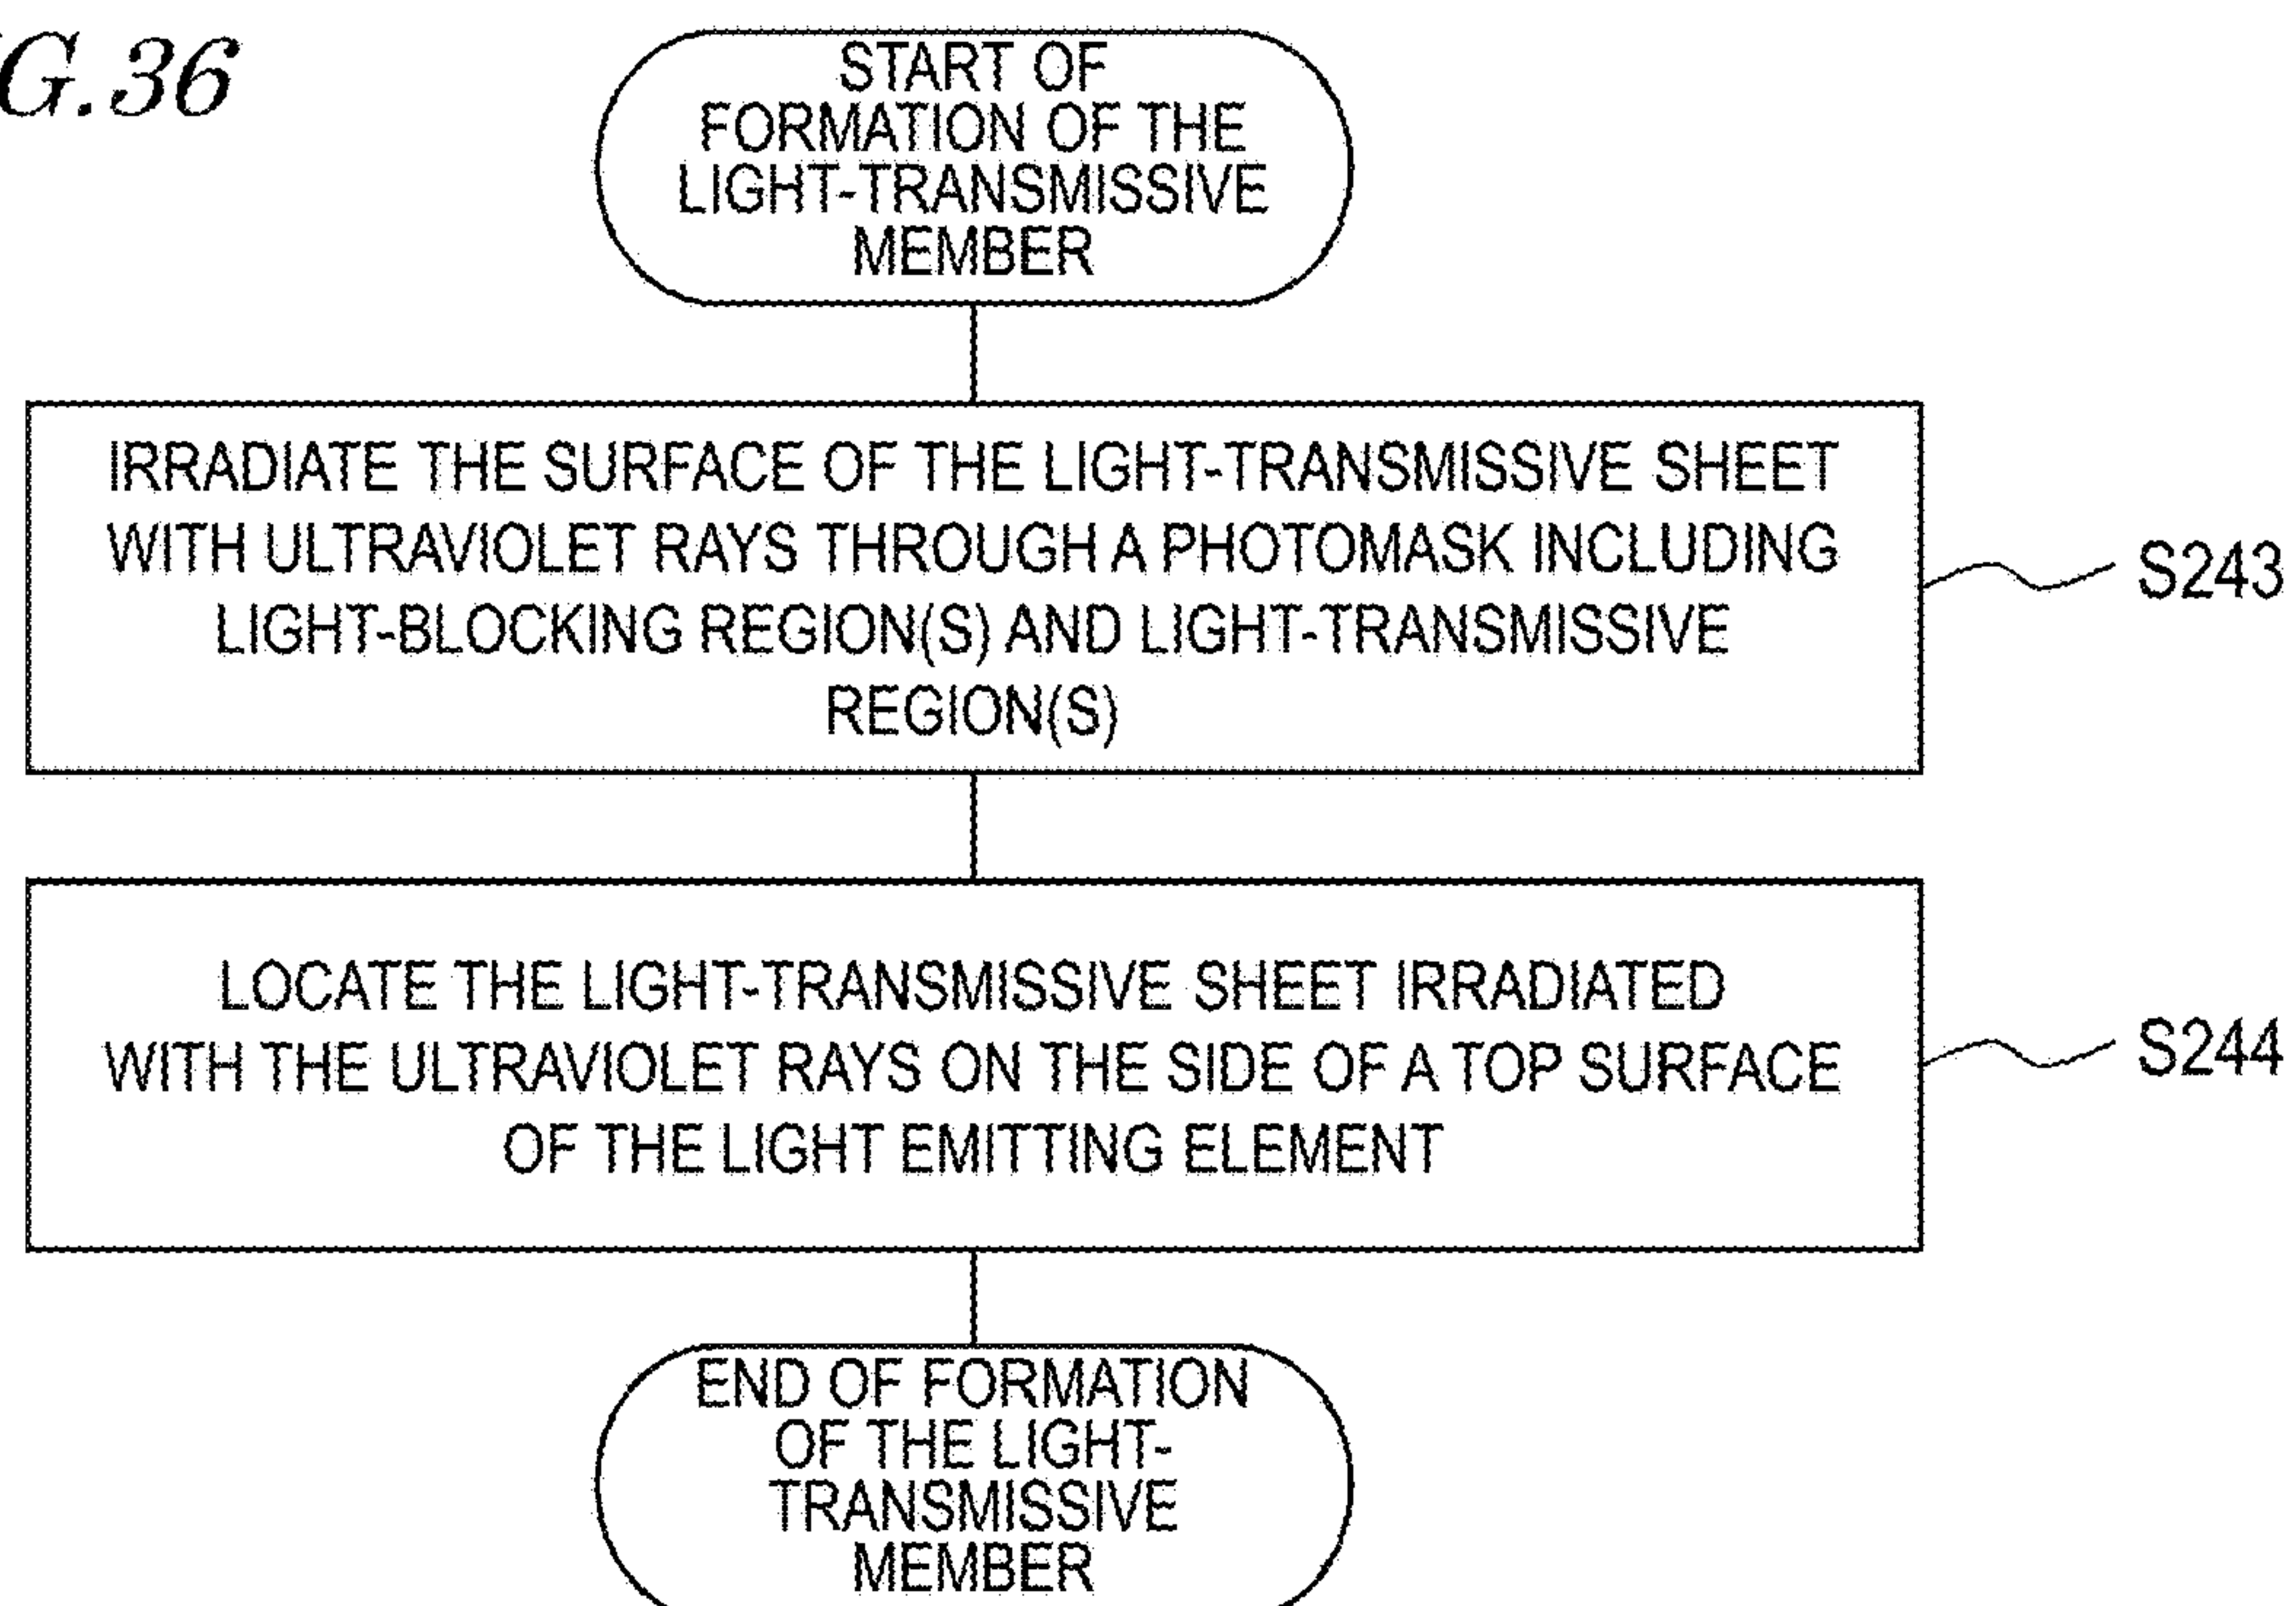 G.36
START OF
FORMATION OF THE
LIGHT-TRANSMISSIVE
MEMBER
IRRADIATE THE SURFACE OF THE LIGHT-TRANSMISSIVE SHEET
WITH ULTRAVIOLET RAYS THROUGH A PHOTOMASK INCLUDING
LIGHT-BLOCKING REGION(S) AND LIGHT-TRANSMISSIVE
REGION(S)
S243
LOCATE THE LIGHT-TRANSMISSIVE SHEET IRRADIATED
WITH THE ULTRAVIOLET RAYS ON THE SIDE OF A TOP SURFACE
OF THE LIGHT EMITTING ELEMENT
S244
END OF FORMATION
OF THE LIGHT-
TRANSMISSIVE
MEMBER